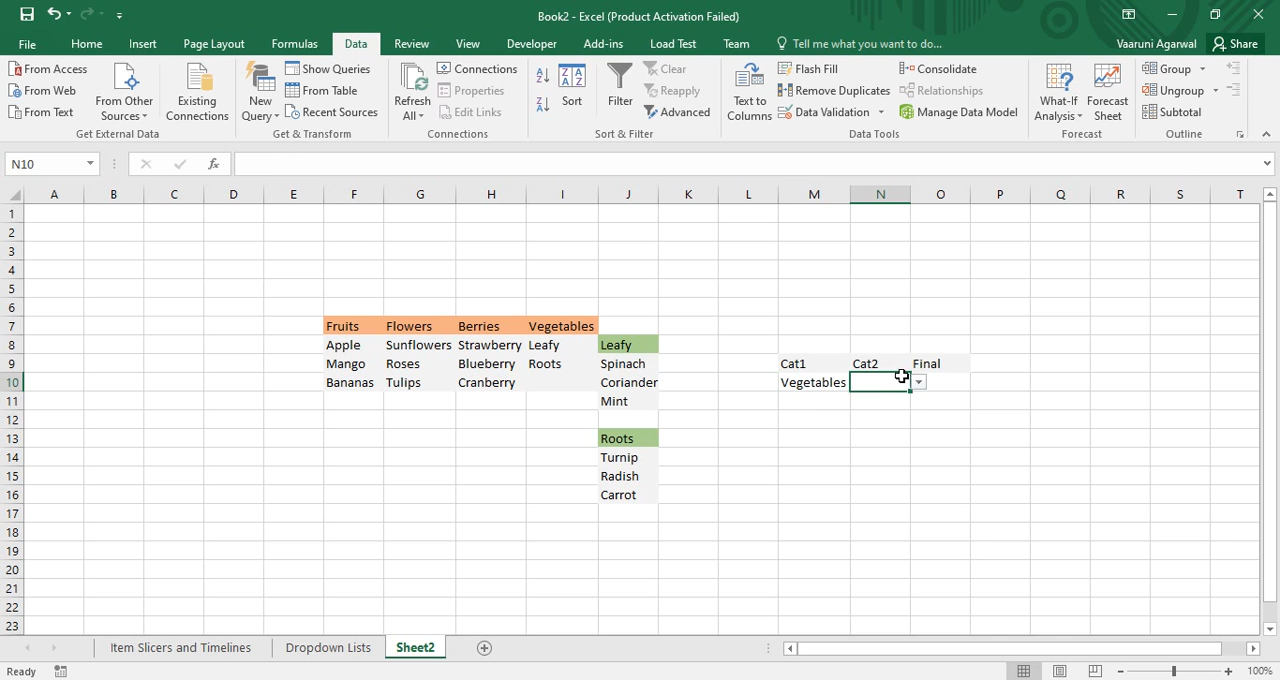 Book2 - Excel (Product Activation Failed)
File Home Insert Page Layout Formulas Data Review View Developer Add-ins Load Test Team Tell me what you want to do... Vaaruni Agarwal Share
From Access
From Web
From Text
From Other Sources
Existing Connections
Get External Data
New Query
Show Queries
From Table
Recent Sources
Get & Transform
Refresh All
Connections
Properties
Edit Links
Connections
Sort
Filter
Clear
Reapply
Advanced
Sort & Filter
Text to Columns
Flash Fill
Remove Duplicates
Data Validation
Consolidate
Relationships
Manage Data Model
Data Tools
What-If Analysis
Forecast Sheet
Forecast
Group
Ungroup
Subtotal
Outline
N10 fx
A B C D E F G H I J K L M N O P Q R S T
1
2
3
4
5
6
7 Fruits Flowers Berries Vegetables
8 Apple Sunflowers Strawberry Leafy Leafy
9 Mango Roses Blueberry Roots Spinach Cat1 Cat2 Final
10 Bananas Tulips Cranberry Coriander Vegetables
11 Mint
12
13 Roots
14 Turnip
15 Radish
16 Carrot
17
18
19
20
21
22
23
Item Slicers and Timelines Dropdown Lists Sheet2
Ready 100%